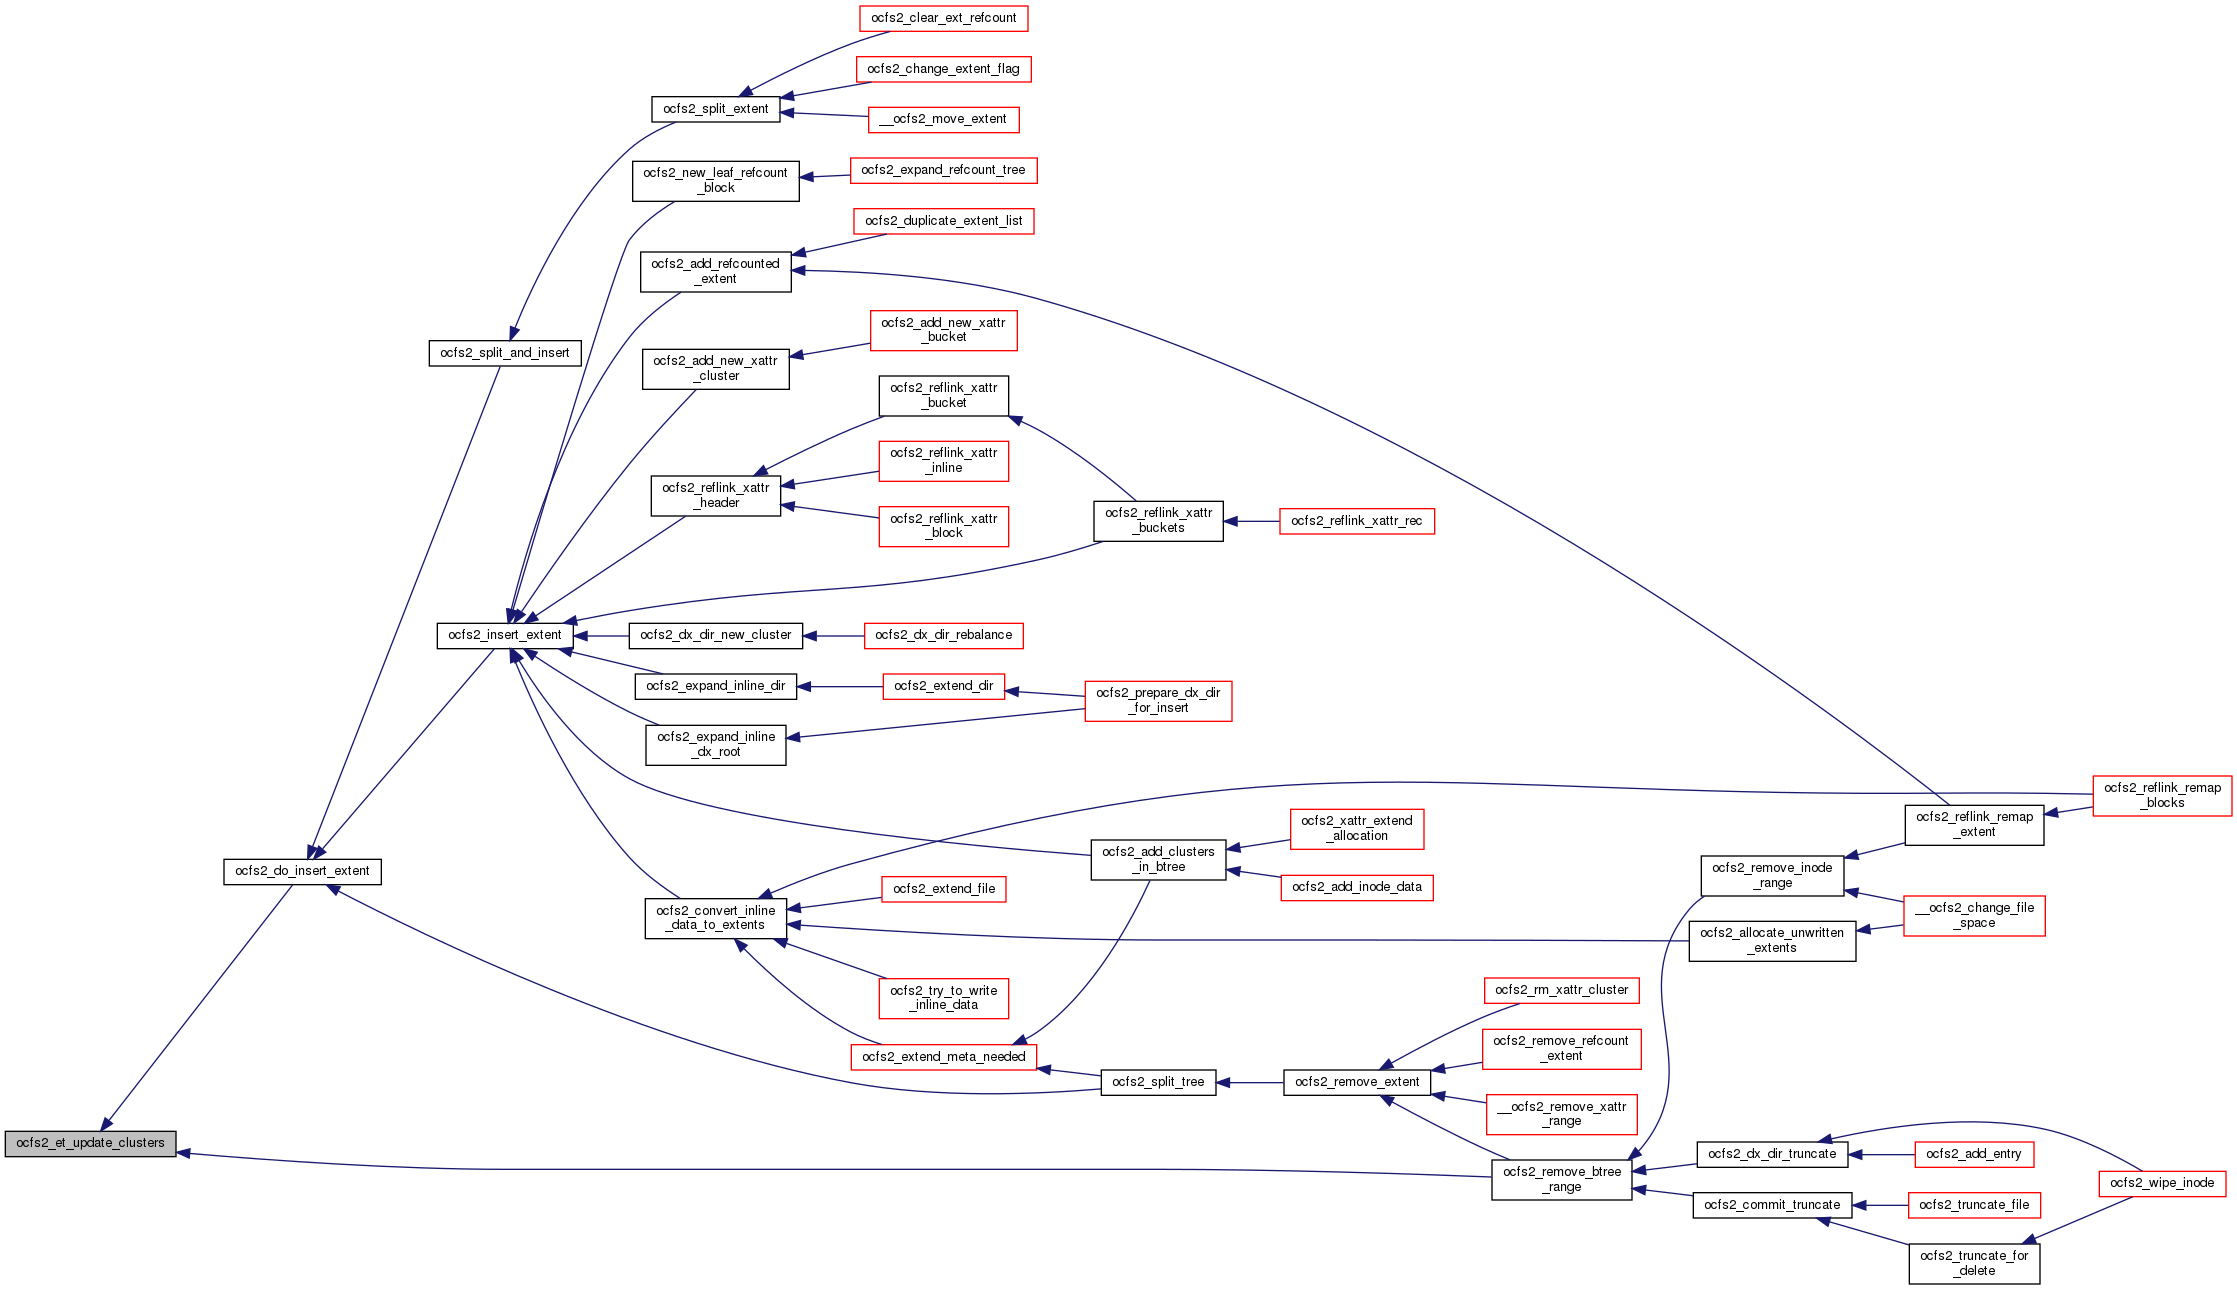 ocfs2_clear_ext_refcount
ocfs2_change_extent_flag
ocfs2_split_extent
__ocfs2_move_extent
ocfs2_new_leaf_refcount
_block
ocfs2_expand_refcount_tree
ocfs2_duplicate_extent_list
ocfs2_add_refcounted
_extent
ocfs2_split_and_insert
ocfs2_add_new_xattr
_cluster
ocfs2_add_new_xattr
_bucket
ocfs2_reflink_xattr
_bucket
ocfs2_reflink_xattr
_inline
ocfs2_reflink_xattr
_header
ocfs2_reflink_xattr
_block
ocfs2_reflink_xattr
_buckets
ocfs2_reflink_xattr_rec
ocfs2_insert_extent
ocfs2_dx_dir_new_cluster
ocfs2_dx_dir_rebalance
ocfs2_expand_inline_dir
ocfs2_extend_dir
ocfs2_prepare_dx_dir
_for_insert
ocfs2_expand_inline
_dx_root
ocfs2_reflink_remap
_blocks
ocfs2_reflink_remap
_extent
ocfs2_xattr_extend
_allocation
ocfs2_add_clusters
_in_btree
ocfs2_add_inode_data
ocfs2_do_insert_extent
ocfs2_remove_inode
_range
ocfs2_extend_file
ocfs2_convert_inline
_data_to_extents
__ocfs2_change_file
_space
ocfs2_allocate_unwritten
_extents
ocfs2_try_to_write
_inline_data
ocfs2_rm_xattr_cluster
ocfs2_extend_meta_needed
ocfs2_remove_refcount
_extent
ocfs2_split_tree
ocfs2_remove_extent
__ocfs2_remove_xattr
_range
ocfs2_et_update_clusters
ocfs2_dx_dir_truncate
ocfs2_add_entry
ocfs2_remove_btree
_range
ocfs2_wipe_inode
ocfs2_commit_truncate
ocfs2_truncate_file
ocfs2_truncate_for
_delete